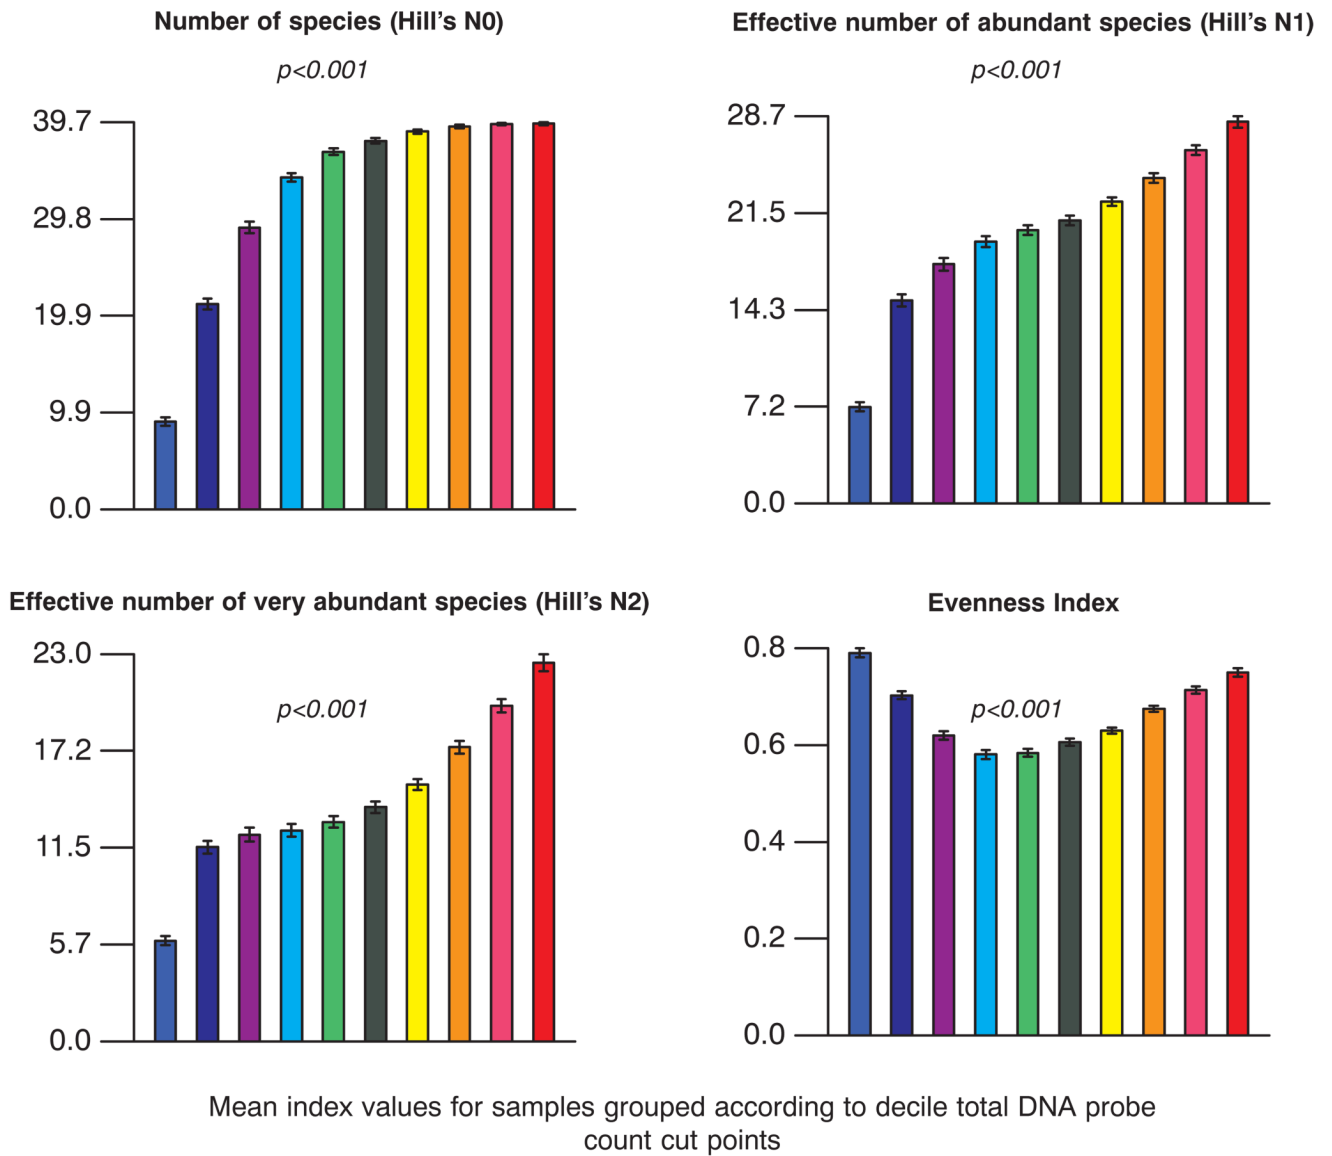 Number of species (Hill's N0)
p<0.001
39.7
29.8
19.9
9.9
0.0
Effective number of abundant species (Hill's N1)
p<0.001
28.7
21.5
14.3
7.2
0.0
Effective number of very abundant species (Hill's N2)
p<0.001
23.0
17.2
11.5
5.7
0.0
Evenness Index
p<0.001
0.8
0.6
0.4
0.2
0.0
Mean index values for samples grouped according to decile total DNA probe
count cut points